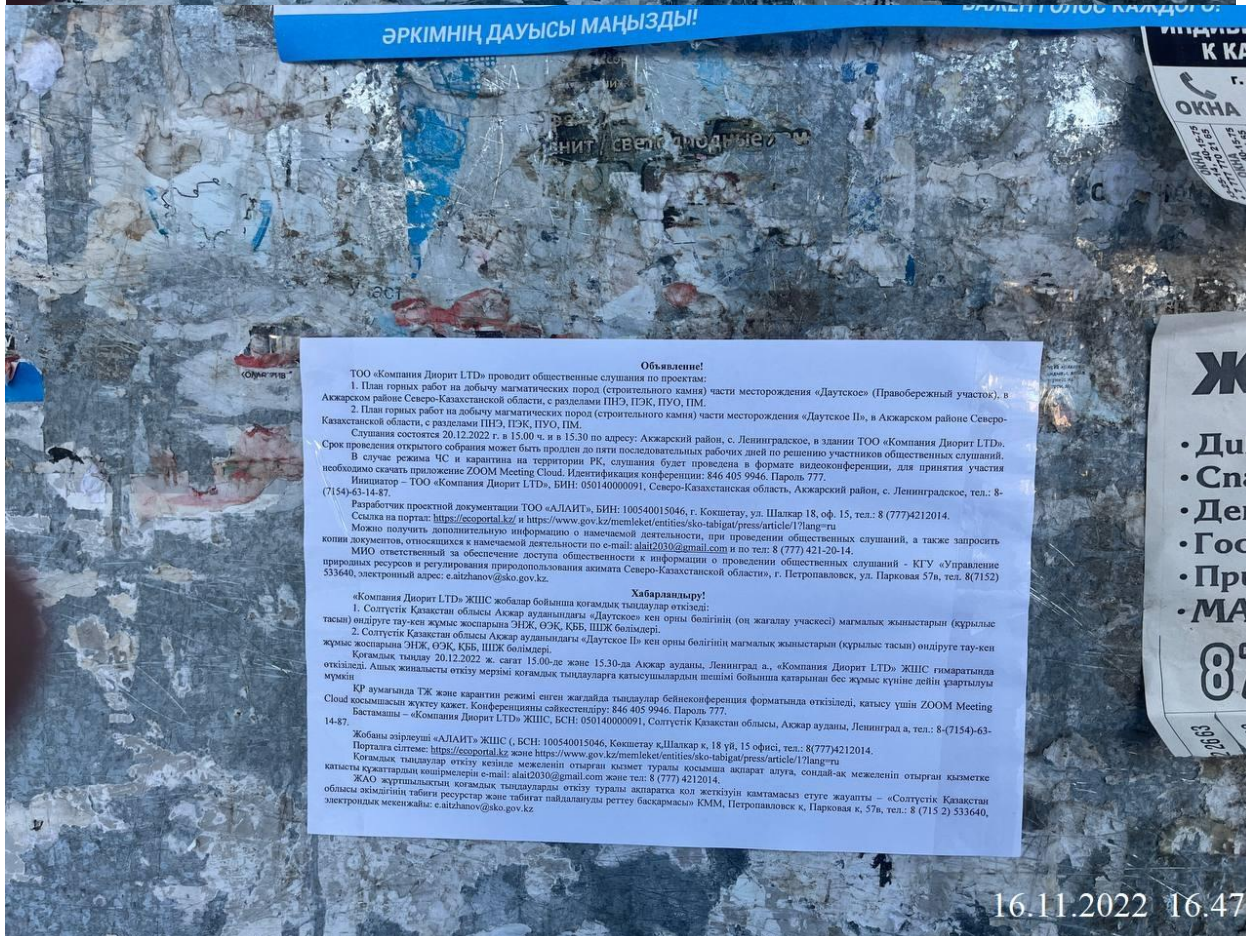 ӘРКІМНІҢ ДАУЫСЫ МАҢЫЗДЫ!
К КА
г.
ОКНА
нит / свет
Объявление!
ТОО «Компания Диорит LTD» проводит общественные слушания по проектам:
1. План горных работ на добычу магматических пород (строительного камня) части месторождения «Даутское» (Правобережный участок), в
Акжарском районе Северо-Казахстанской области, с разделами ПНЭ, ПЭК, ПУО, ПМ.
2. План горных работ на добычу магматических пород (строительного камня) части месторождения «Даутское II», в Акжарском районе Северо-
Казахстанской области, с разделами ПНЭ, ПЭК, ПУО, ПМ.
Слушания состоятся 20.12.2022 г. в 15.00 ч. и в 15.30 по адресу: Акжарский район, с. Ленинградское, в здании ТОО «Компания Диорит LTD».
Срок проведения открытого собрания может быть продлен до пяти последовательных рабочих дней по решению участников общественных слушаний.
В случае режима ЧС и карантина на территории РК, слушания будет проведена в формате видеоконференции, для принятия участия
необходимо скачать приложение ZOOM Meeting Cloud. Идентификация конференции: 846 405 9946. Пароль 777.
Инициатор – ТОО «Компания Диорит LTD», БИН: 050140000091, Северо-Казахстанская область, Акжарский район, с. Ленинградское, тел.: 8-
(7154)-63-14-87.
Разработчик проектной документации ТОО «АЛАИТ», БИН: 100540015046, г. Кокшетау, ул. Шалкар 18, оф. 15, тел.: 8 (777)4212014.
Ссылка на портал: https://ecoportal.kz/ и https://www.gov.kz/memleket/entities/sko-tabigat/press/article/1?lang=ru
Можно получить дополнительную информацию о намечаемой деятельности, при проведении общественных слушаний, а также запросить
копии документов, относящихся к намечаемой деятельности по e-mail: alait2030@gmail.com и по тел: 8 (777) 421-20-14.
МИО ответственный за обеспечение доступа общественности к информации о проведении общественных слушаний - КГУ «Управление
природных ресурсов и регулирования природопользования акимата Северо-Казахстанской области», г. Петропавловск, ул. Парковая 57в, тел. 8(7152)
533640, электронный адрес: e.aitzhanov@sko.gov.kz.
Хабарландыру!
«Компания Диорит LTD» ЖШС жобалар бойынша қоғамдық тыңдаулар өткізеді:
1. Солтүстік Қазақстан облысы Ақжар ауданындағы «Даутское» кен орны бөлігінің (оң жағалау учаскесі) магмалық жыныстарын (құрылыс
тасын) өндіруге тау-кен жұмыс жоспарына ЭНЖ, ӨЭҚ, ҚББ, ІШЖ бөлімдері.
2. Солтүстік Қазақстан облысы Ақжар ауданындағы «Даутское II» кен орны бөлігінің магмалық жыныстарын (құрылыс тасын) өндіруге тау-кен
жұмыс жоспарына ЭНЖ, ӨЭҚ, ҚББ, ІШЖ бөлімдері.
Қоғамдық тыңдау 20.12.2022 ж. сағат 15.00-де және 15.30-да Ақжар ауданы, Ленинград а., «Компания Диорит LTD» ЖШС ғимаратында
өткізіледі. Ашық жиналысты өткізу мерзімі қоғамдық тыңдауларға қатысушылардың шешімі бойынша қатарынан бес жұмыс күніне дейін ұзартылуы
мүмкін
ҚР аумағында ТЖ және карантин режимі енген жағдайда тыңдаулар бейнеконференция форматында өткізіледі, қатысу үшін ZOOM Meeting
Cloud қосымшасын жүктеу қажет. Конференцияны сәйкестендіру: 846 405 9946. Пароль 777.
Бастамашы – «Компания Диорит LTD» ЖШС, БСН: 050140000091, Солтүстік Қазақстан облысы, Ақжар ауданы, Ленинград а, тел.: 8-(7154)-63-
14-87.
Жобаны әзірлеуші «АЛАИТ» ЖШС (, БСН: 100540015046, Көкшетау қ,Шалқар к, 18 үй, 15 офисі, тел.: 8(777)4212014.
Порталға сілтеме: https://ecoportal.kz және https://www.gov.kz/memleket/entities/sko-tabigat/press/article/1?lang=ru
Қоғамдық тыңдаулар өткізу кезінде межеленіп отырған қызмет туралы қосымша ақпарат алуға, сондай-ақ межеленіп отырған қызметке
қатысты құжаттардың көшірмелерін e-mail: alait2030@gmail.com және тел: 8 (777) 4212014.
ЖАО жұртшылықтың қоғамдық тыңдауларды өткізу туралы ақпаратқа қол жеткізуін қамтамасыз етуге жауапты – «Солтүстік Қазақстан
облысы әкімдігінің табиғи ресурстар және табиғат пайдалануды реттеу басқармасы» КММ, Петропавловск қ, Парковая к, 57в, тел.: 8 (715 2) 533640,
электрондық мекенжайы: e.aitzhanov@sko.gov.kz
Ж
МА
16.11.2022 16.47